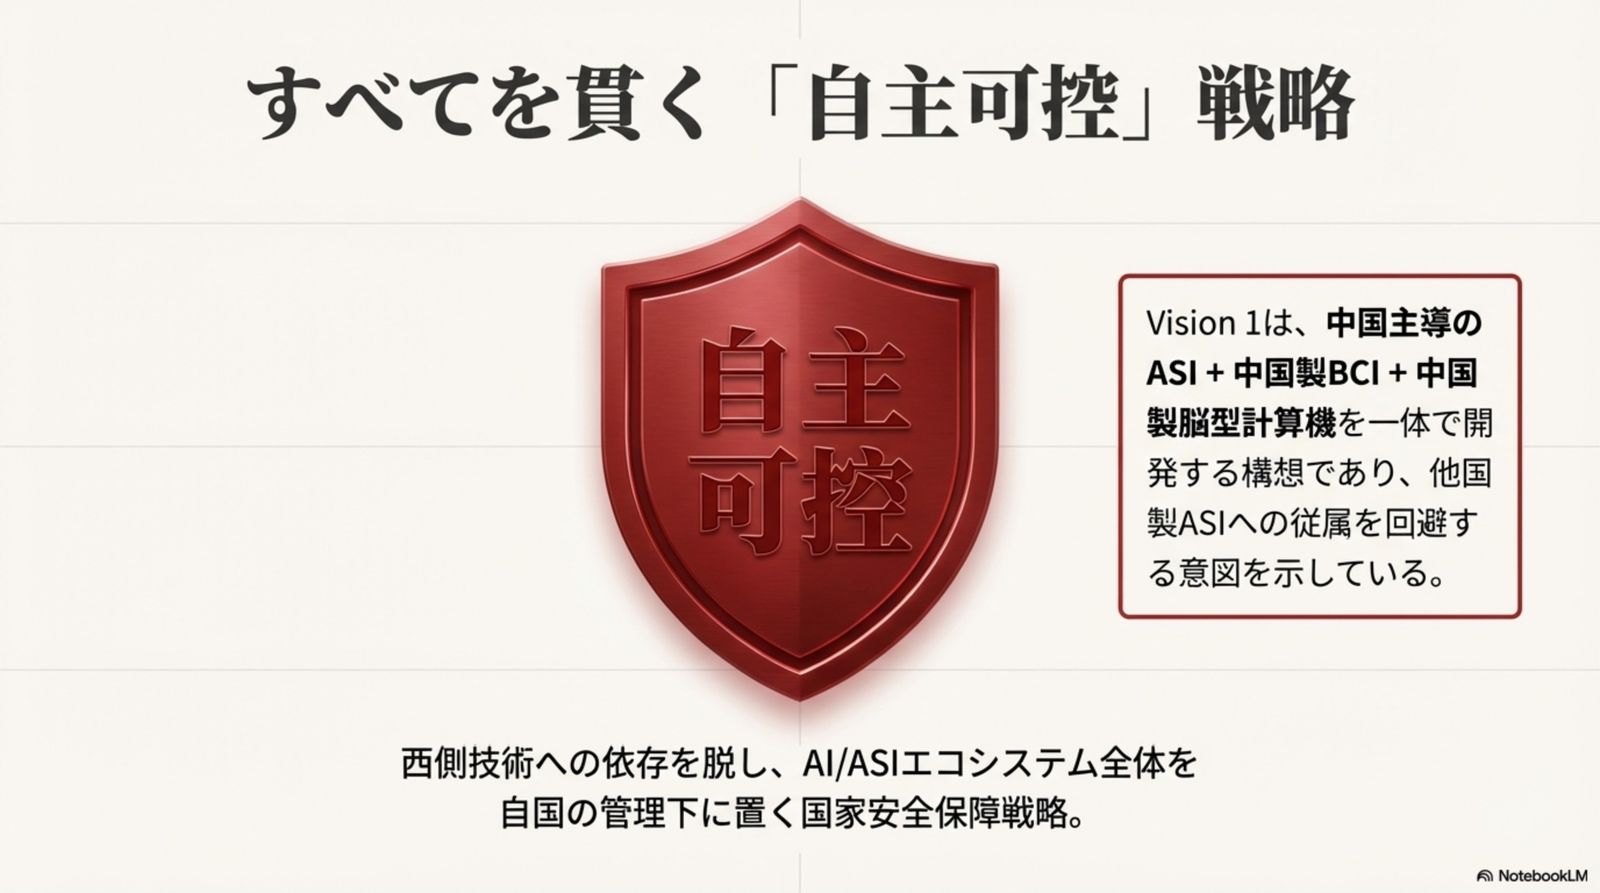 すべてを貫く「自主可控」戦略
自主
可控
Vision 1は、中国主導の
ASI + 中国製BCI + 中国
製脳型計算機を一体で開
発する構想であり、他国
製ASIへの従属を回避す
る意図を示している。
西側技術への依存を脱し、AI/ASIエコシステム全体を
自国の管理下に置く国家安全保障戦略。
NotebookLM